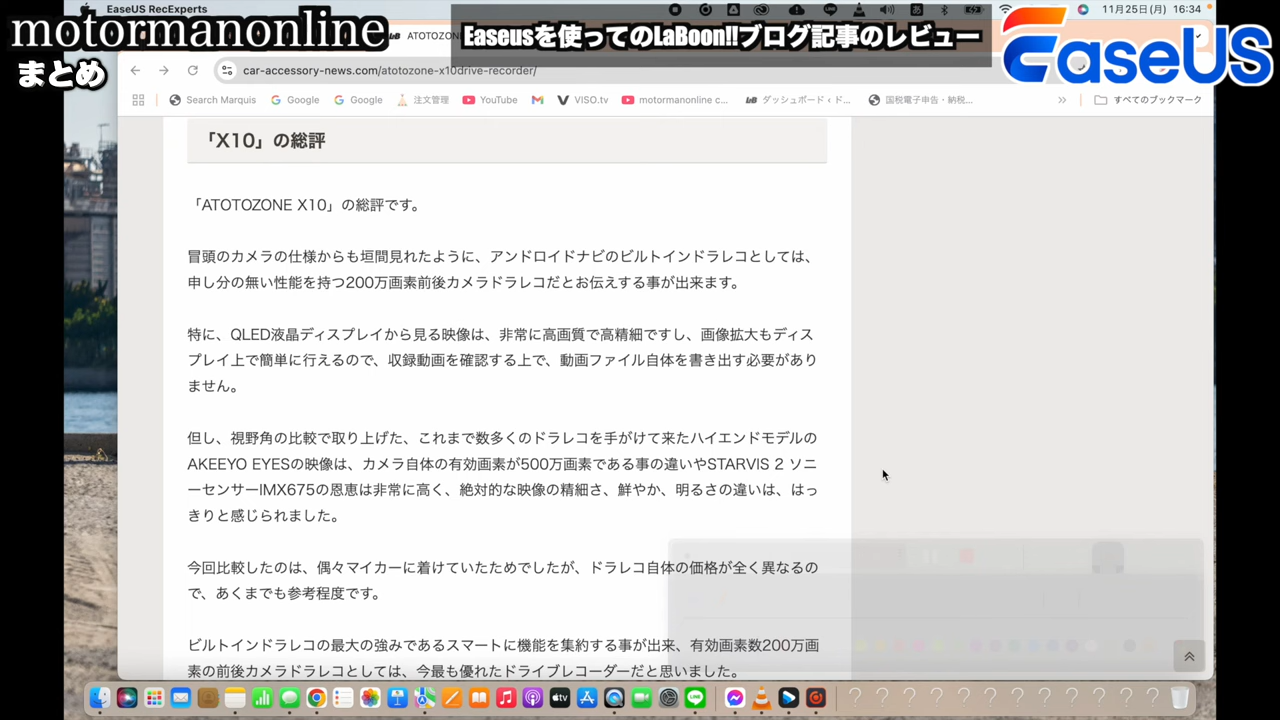 EaseUS RecExperts
11月25日(月) 16:34
motormanonline
まとめ
Easeusを使ってのLaBoon!!ブログ記事のレビュー
EaseUS
ATOTOZO
car-accessory-news.com/atotozone-x10drive-recorder/
Search Marquis
Google
Google
注文管理
YouTube
VISO.tv
motormanonline c...
ダッシュボード ‹ ド...
国税電子申告・納税...
すべてのブックマーク
「X10」の総評
「ATOTOZONE X10」の総評です。
冒頭のカメラの仕様からも垣間見れたように、アンドロイドナビのビルトインドラレコとしては、
申し分の無い性能を持つ200万画素前後カメラドラレコだとお伝えする事が出来ます。
特に、QLED液晶ディスプレイから見る映像は、非常に高画質で高精細ですし、画像拡大もディス
プレイ上で簡単に行えるので、収録動画を確認する上で、動画ファイル自体を書き出す必要があり
ません。
但し、視野角の比較で取り上げた、これまで数多くのドラレコを手がけて来たハイエンドモデルの
AKEEYO EYESの映像は、カメラ自体の有効画素が500万画素である事の違いやSTARVIS 2 ソニ
ーセンサーIMX675の恩恵は非常に高く、絶対的な映像の精細さ、鮮やか、明るさの違いは、はっ
きりと感じられました。
今回比較したのは、偶々マイカーに着けていたためでしたが、ドラレコ自体の価格が全く異なるの
で、あくまでも参考程度です。
ビルトインドラレコの最大の強みであるスマートに機能を集約する事が出来、有効画素数200万画
素の前後カメラドラレコとしては、今最も優れたドライブレコーダーだと思いました。